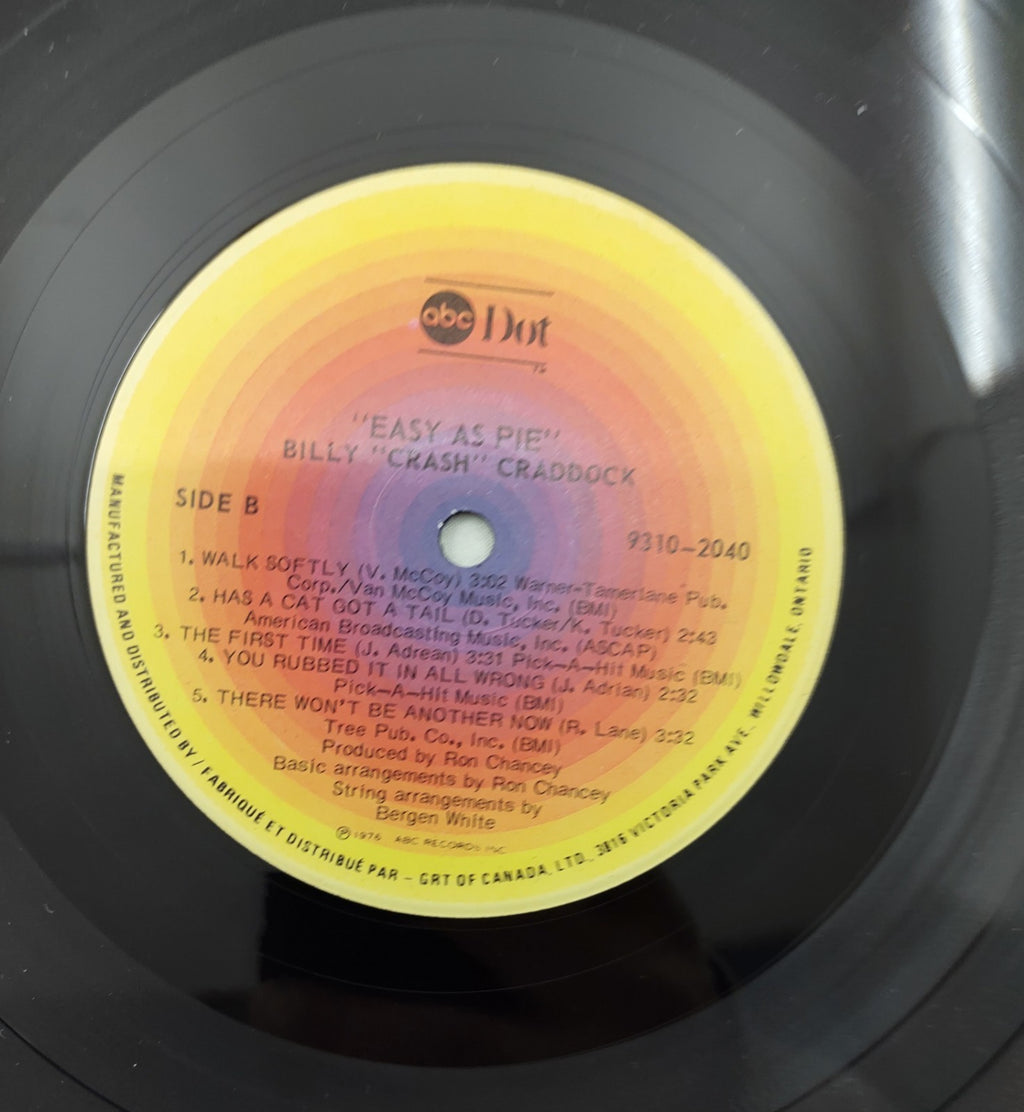 abc Dot
"EASY AS PIE"
BILLY "CRASH" CRADDOCK
SIDE B
9310-2040
1. WALK SOFTLY (V. McCoy) 3:02 Warner-Tamerlane Pub.
Corp./Van McCoy Music, Inc. (BMI)
2. HAS A CAT GOT A TAIL (D. Tucker/K. Tucker) 2:43
American Broadcasting Music, Inc. (ASCAP)
3. THE FIRST TIME (J. Adrean) 3:31 Pick-A-Hit Music (BMI)
4. YOU RUBBED IT IN ALL WRONG (J. Adrian) 2:32
Pick-A-Hit Music (BMI)
5. THERE WON'T BE ANOTHER NOW (R. Lane) 3:32
Tree Pub. Co., Inc. (BMI)
Produced by Ron Chancey
Basic arrangements by Ron Chancey
String arrangements by
Bergen White
℗ 1976 ABC RECORDS INC
MANUFACTURED AND DISTRIBUTED BY / FABRIQUÉ ET DISTRIBUÉ PAR - GRT OF CANADA, LTD., 3816 VICTORIA PARK AVE., WILLOWDALE, ONTARIO